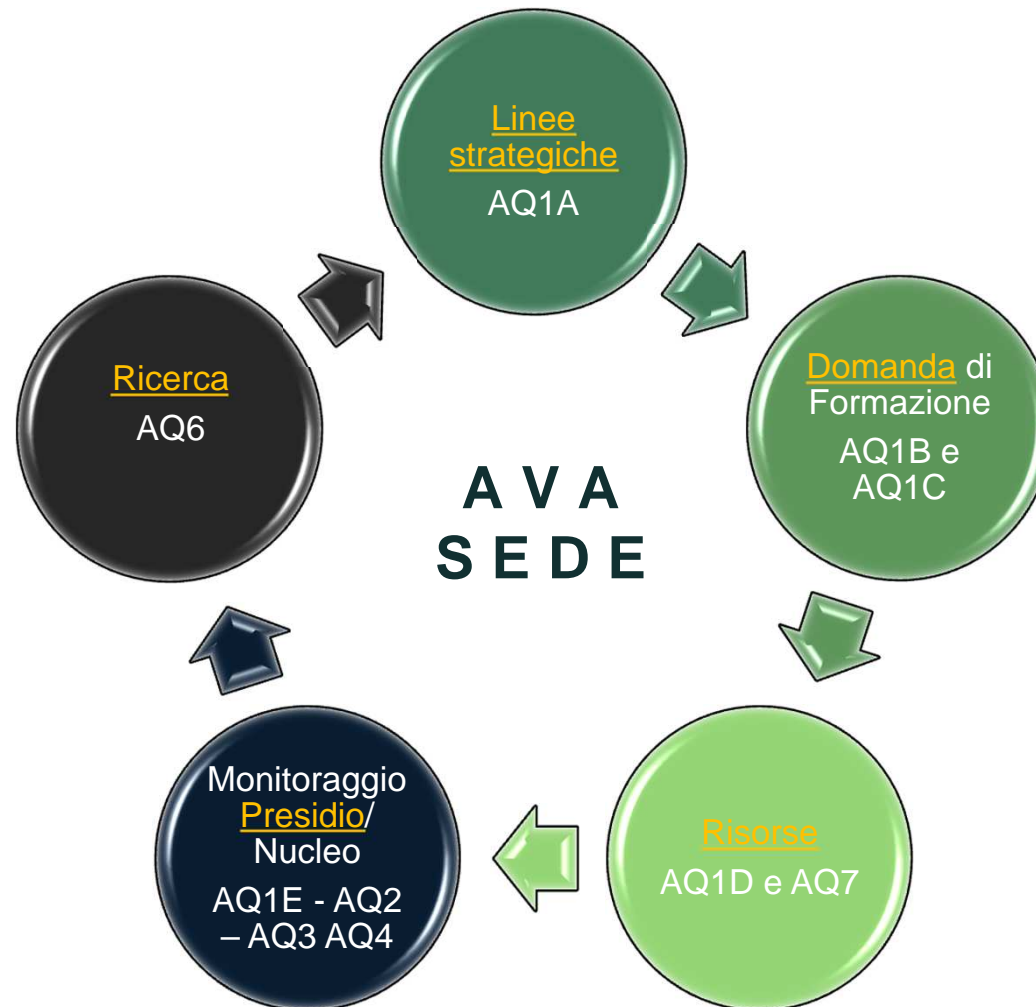 Linee
strategiche
AQ1A
Domanda di
Formazione
AQ1B e
AQ1C
Risorse
AQ1D e AQ7
Monitoraggio
Presidio/
Nucleo
AQ1E - AQ2
– AQ3 AQ4
Ricerca
AQ6
A V A
S E D E